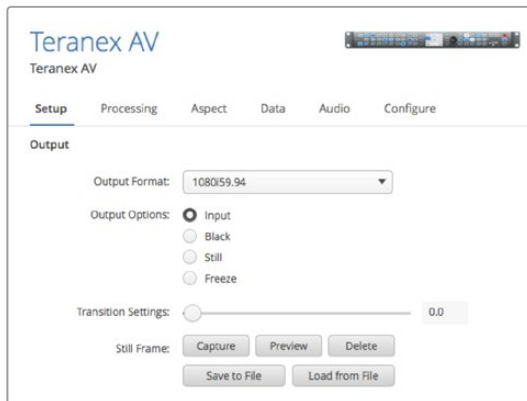 Teranex AV
Teranex AV
Setup Processing Aspect Data Audio Configure
Output
Output Format: 1080i59.94
Output Options: Input
Black
Still
Freeze
Transition Settings: 0.0
Still Frame: Capture Preview Delete
Save to File Load from File